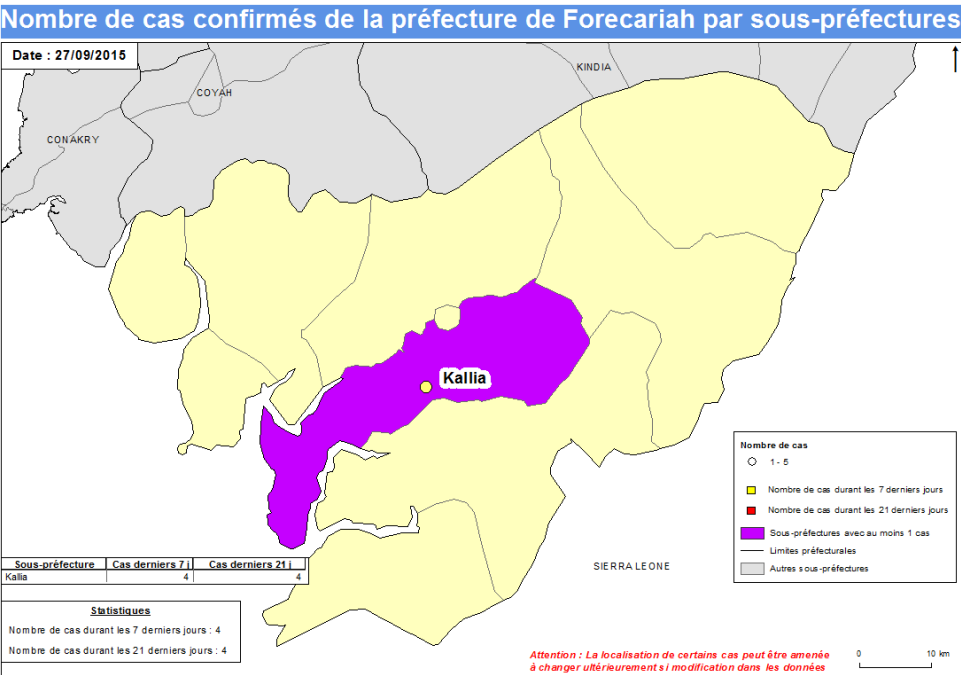 Nombre de cas confirmés de la préfecture de Forecariah par sous-préfectures
Date : 27/09/2015
KINDIA
COYAH
CONAKRY
Kallia
Nombre de cas
1 - 5
Nombre de cas durant les 7 derniers jours
Nombre de cas durant les 21 derniers jours
Sous-préfectures avec au moins 1 cas
Limites préfecturales
Autres sous-préfectures
SIERRA LEONE
Sous-préfecture Cas derniers 7 j Cas derniers 21 j
Kallia 4 4
Statistiques
Nombre de cas durant les 7 derniers jours : 4
Nombre de cas durant les 21 derniers jours : 4
Attention : La localisation de certains cas peut être amenée
à changer ultérieurement si modification dans les données
0 10 km